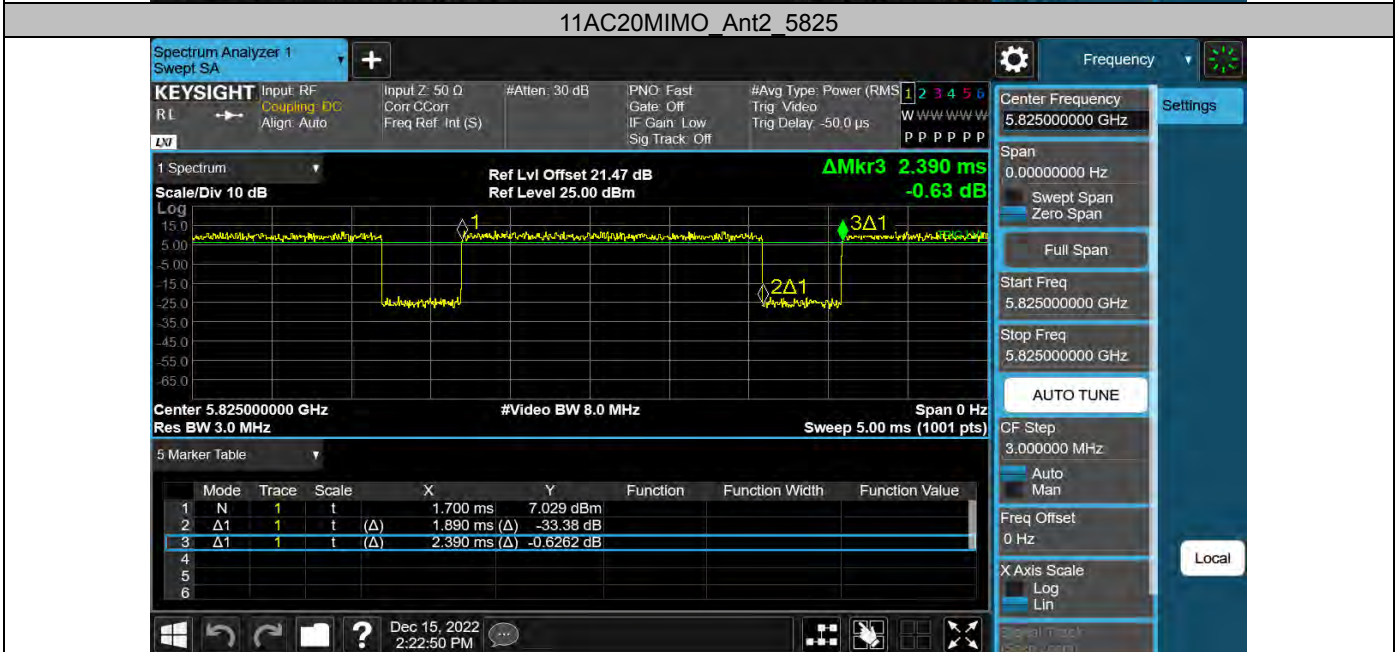 11AC20MIMO_Ant2_5825
Spectrum Analyzer 1
Swept SA
Frequency
KEYSIGHT Input: RF Input Z: 50 Ω #Atten: 30 dB PNO: Fast #Avg Type: Power (RMS 1 2 3 4 5 6
RL Coupling: DC Corr CCorr Gate: Off Trig: Video W W W W W W
Align: Auto Freq Ref: Int (S) IF Gain: Low Trig Delay: -50.0 µs
LXI Sig Track: Off P P P P P P
Center Frequency
5.825000000 GHz
Settings
1 Spectrum Ref Lvl Offset 21.47 dB ΔMkr3 2.390 ms
Scale/Div 10 dB Ref Level 25.00 dBm -0.63 dB
Log
15.0
5.00
-5.00
-15.0
-25.0
-35.0
-45.0
-55.0
-65.0
1
2Δ1
3Δ1
Center 5.825000000 GHz #Video BW 8.0 MHz Span 0 Hz
Res BW 3.0 MHz Sweep 5.00 ms (1001 pts)
Span
0.00000000 Hz
Swept Span
Zero Span
Full Span
Start Freq
5.825000000 GHz
Stop Freq
5.825000000 GHz
AUTO TUNE
CF Step
3.000000 MHz
Auto
Man
Freq Offset
0 Hz
X Axis Scale
Log
Lin
Local
5 Marker Table
Mode Trace Scale X Y Function Function Width Function Value
1 N 1 t 1.700 ms 7.029 dBm
2 Δ1 1 t (Δ) 1.890 ms (Δ) -33.38 dB
3 Δ1 1 t (Δ) 2.390 ms (Δ) -0.6262 dB
4
5
6
Dec 15, 2022
2:22:50 PM